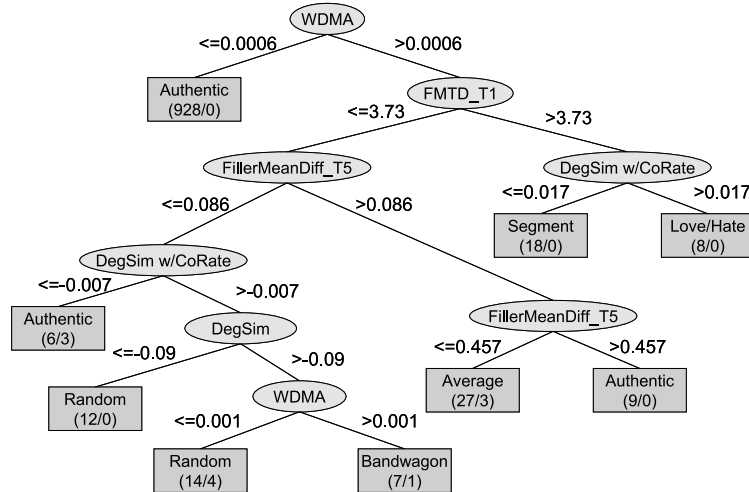 WDMA
<=0.0006
>0.0006
Authentic
(928/0)
FMTD_T1
<=3.73
>3.73
FillerMeanDiff_T5
DegSim w/CoRate
<=0.086
>0.086
<=0.017
>0.017
Segment
(18/0)
Love/Hate
(8/0)
DegSim w/CoRate
<=-0.007
>-0.007
Authentic
(6/3)
DegSim
FillerMeanDiff_T5
<=-0.09
>-0.09
<=0.457
>0.457
Random
(12/0)
WDMA
Average
(27/3)
Authentic
(9/0)
<=0.001
>0.001
Random
(14/4)
Bandwagon
(7/1)